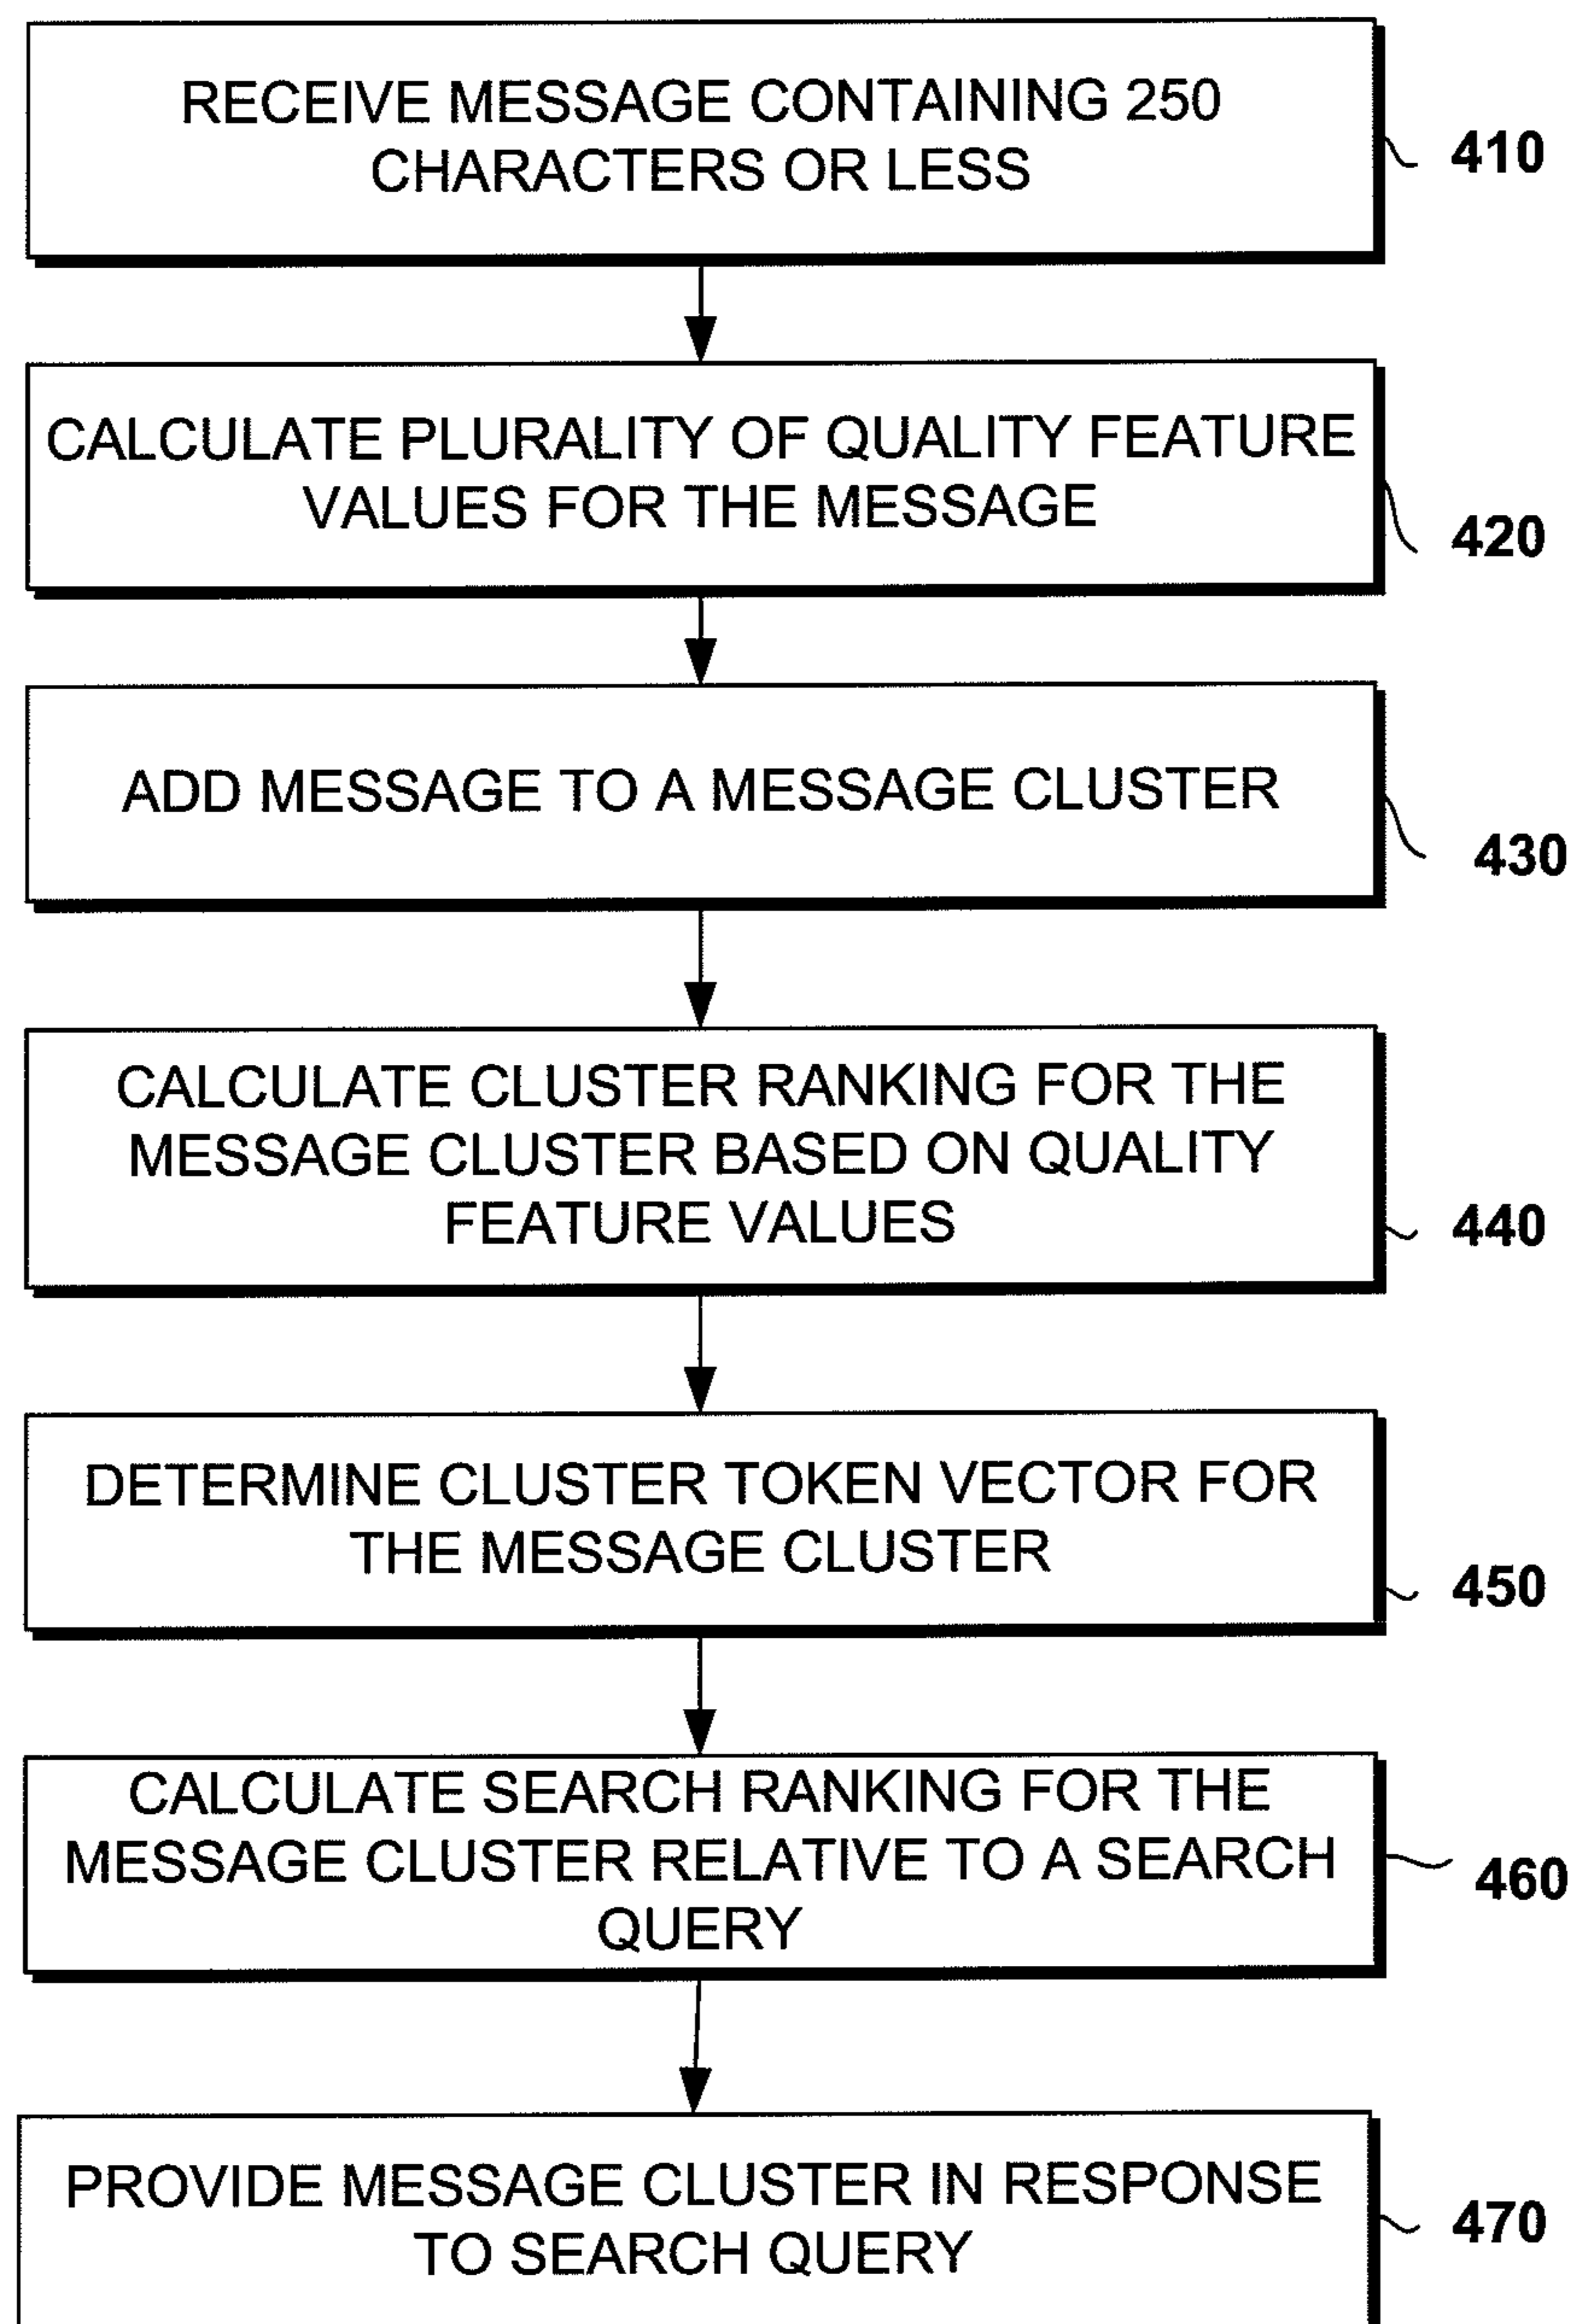 RECEIVE MESSAGE CONTAINING 250
CHARACTERS OR LESS
410
CALCULATE PLURALITY OF QUALITY FEATURE
VALUES FOR THE MESSAGE
420
ADD MESSAGE TO A MESSAGE CLUSTER
430
CALCULATE CLUSTER RANKING FOR THE
MESSAGE CLUSTER BASED ON QUALITY
FEATURE VALUES
440
DETERMINE CLUSTER TOKEN VECTOR FOR
THE MESSAGE CLUSTER
450
CALCULATE SEARCH RANKING FOR THE
MESSAGE CLUSTER RELATIVE TO A SEARCH
QUERY
460
PROVIDE MESSAGE CLUSTER IN RESPONSE
TO SEARCH QUERY
470